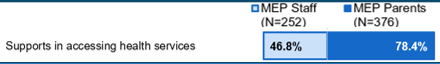 MEP Staff (N=252)
MEP Parents (N=376)
Supports in accessing health services 46.8% 78.4%